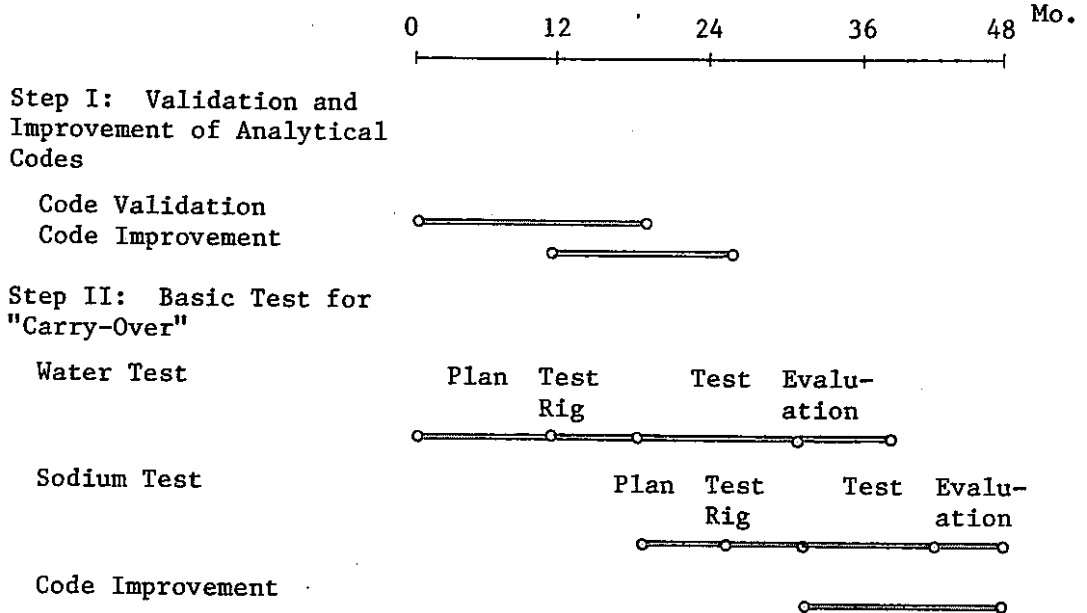 Mo.
0 12 24 36 48
Step I: Validation and
Improvement of Analytical
Codes
Code Validation
Code Improvement
Step II: Basic Test for
"Carry-Over"
Water Test
Plan Test Test Evalu-
Rig ation
Sodium Test
Plan Test Test Evalu-
Rig ation
Code Improvement